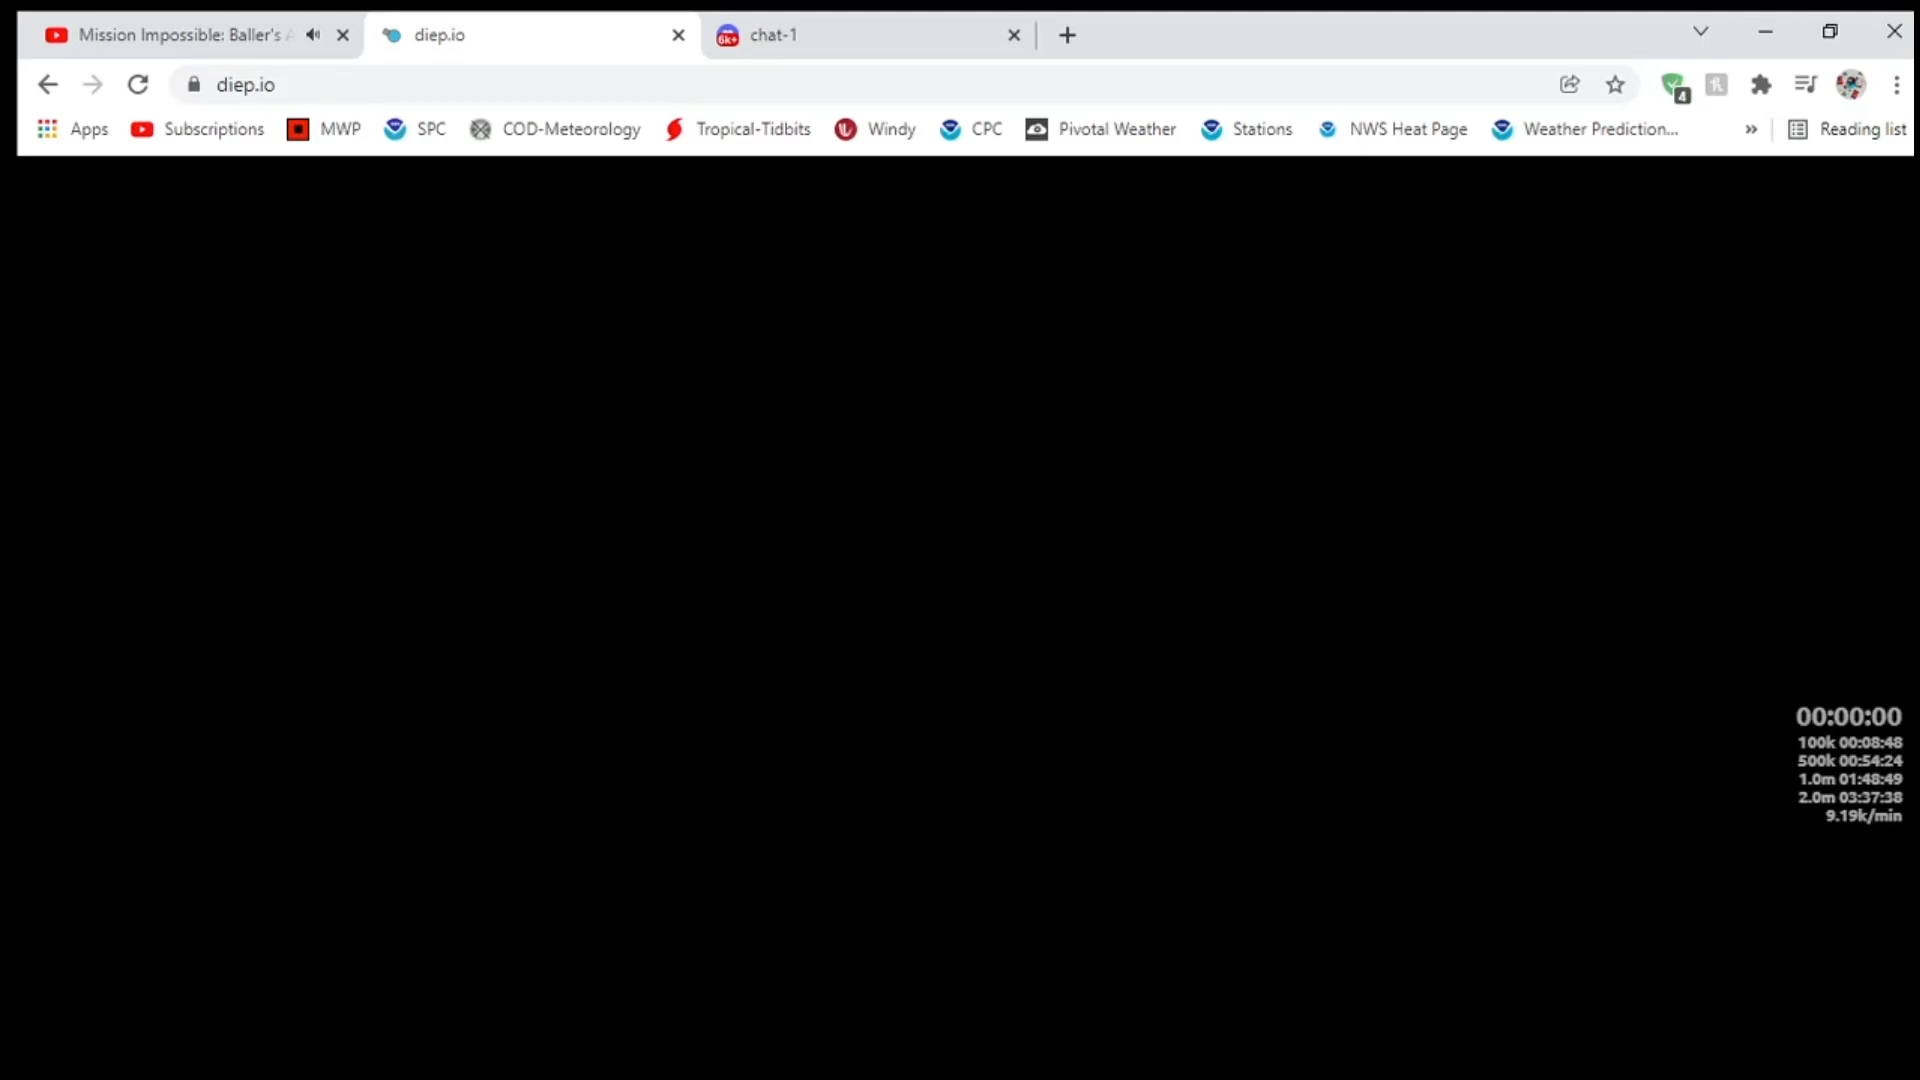 Mission Impossible: Baller's A
diep.io
chat-1
diep.io
4
Apps
Subscriptions
MWP
SPC
COD-Meteorology
Tropical-Tidbits
Windy
CPC
Pivotal Weather
Stations
NWS Heat Page
Weather Prediction...
»
Reading list
00:00:00
100k 00:08:48
500k 00:54:24
1.0m 01:48:49
2.0m 03:37:38
9.19k/min